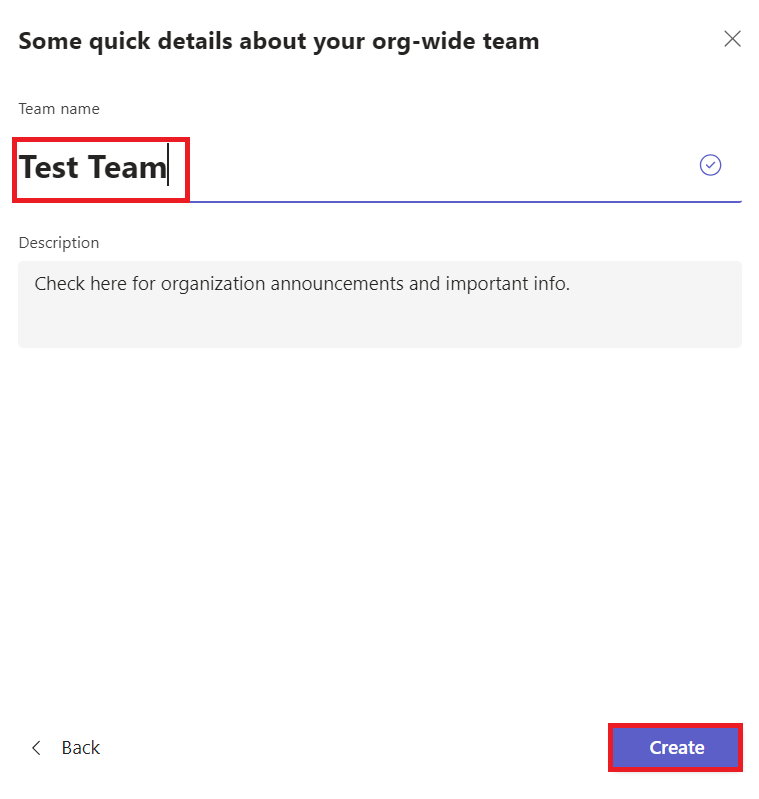 Some quick details about your org-wide team
Team name
Test Team
Description
Check here for organization announcements and important info.
Back
Create